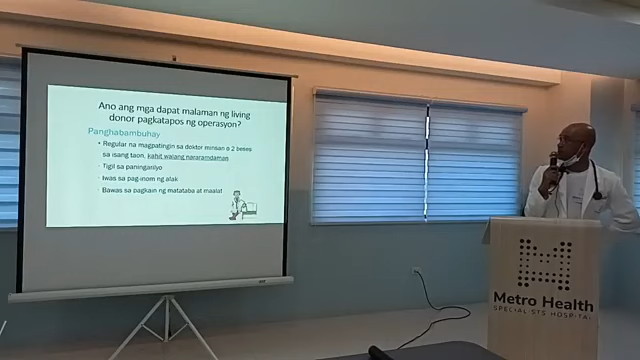 Ano ang mga dapat malaman ng living
donor pagkatapos ng operasyon?
Panghabambuhay
• Regular na magpatingin sa doktor minsan o 2 beses
sa isang taon, kahit walang nararamdaman
• Tigil sa paninigarilyo
• Iwas sa pag-inom ng alak
• Bawas sa pagkain ng matataba at maalat
Metro Health
SPECIALISTS HOSPITAL